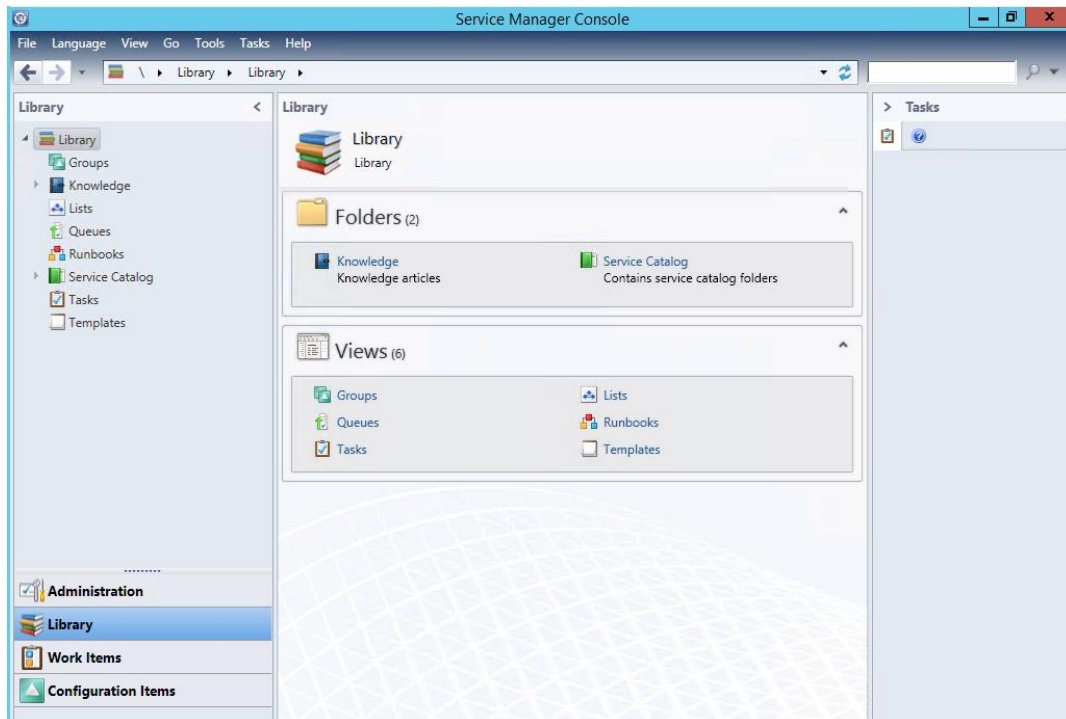 Service Manager Console
File Language View Go Tools Tasks Help
\ Library Library
Library
Library
Groups
Knowledge
Lists
Queues
Runbooks
Service Catalog
Tasks
Templates
Administration
Library
Work Items
Configuration Items
Library
Library
Library
Folders (2)
Knowledge
Knowledge articles
Service Catalog
Contains service catalog folders
Views (6)
Groups
Lists
Queues
Runbooks
Tasks
Templates
Tasks